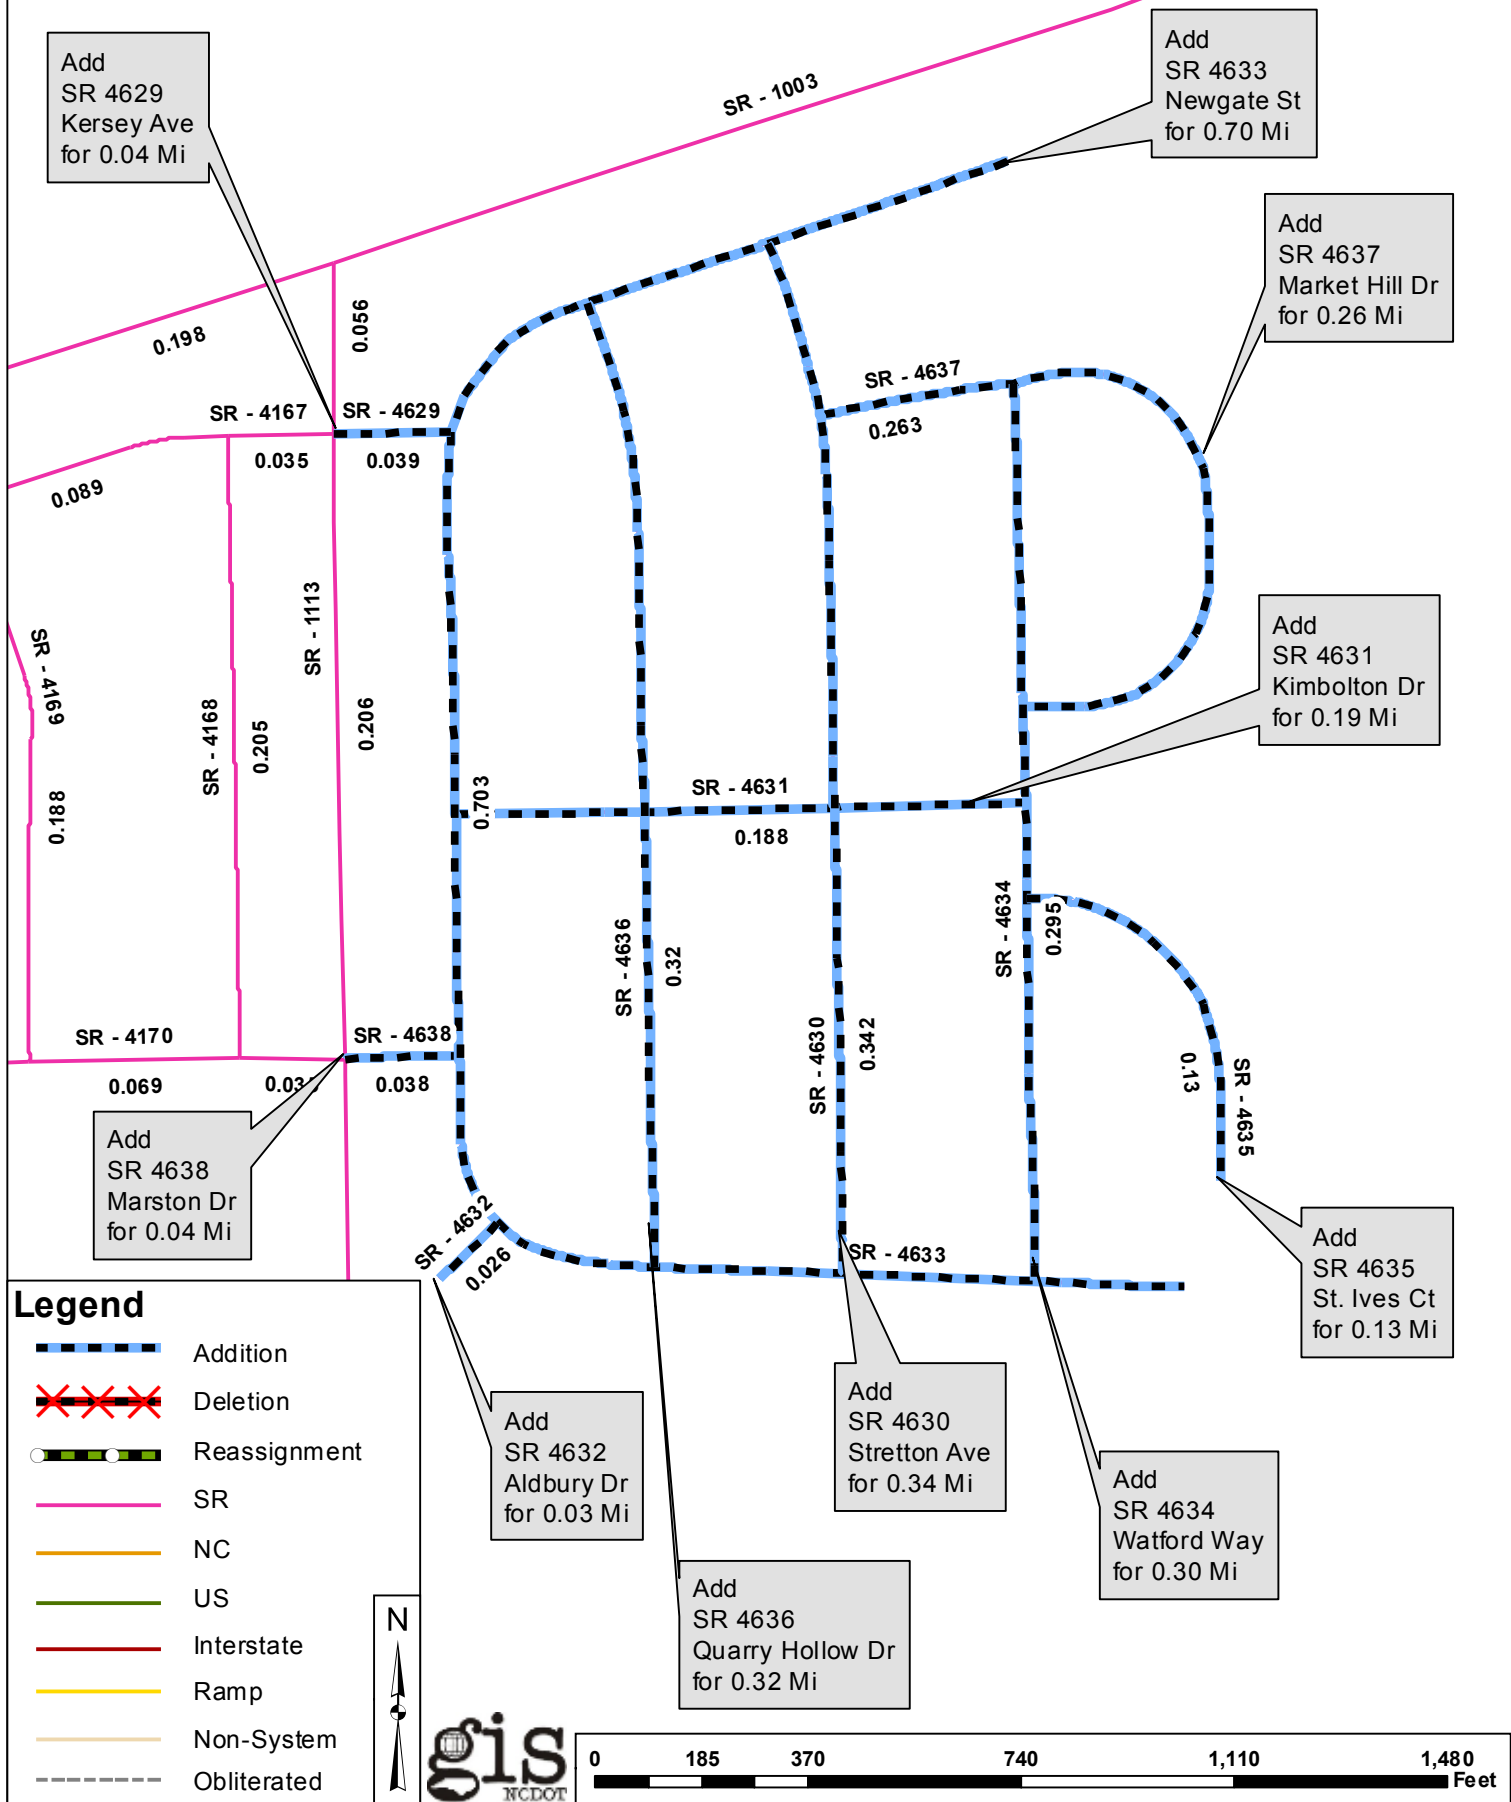 Add
SR 4629
Kersey Ave
for 0.04 Mi
Add
SR 4633
Newgate St
for 0.70 Mi
SR - 1003
Add
SR 4637
Market Hill Dr
for 0.26 Mi
0.198
0.056
SR - 4167
SR - 4629
0.035
0.039
0.089
SR - 4637
0.263
SR - 1113
0.206
SR - 4169
0.188
SR - 4168
0.205
Add
SR 4631
Kimbolton Dr
for 0.19 Mi
0.703
SR - 4631
0.188
SR - 4636
0.32
SR - 4630
0.342
SR - 4634
0.295
0.13
SR - 4635
SR - 4170
0.069
SR - 4638
0.038
Add
SR 4638
Marston Dr
for 0.04 Mi
SR - 4632
0.026
SR - 4633
Add
SR 4635
St. Ives Ct
for 0.13 Mi
Add
SR 4632
Aldbury Dr
for 0.03 Mi
Add
SR 4630
Stretton Ave
for 0.34 Mi
Add
SR 4634
Watford Way
for 0.30 Mi
Add
SR 4636
Quarry Hollow Dr
for 0.32 Mi
Legend
Addition
Deletion
Reassignment
SR
NC
US
Interstate
Ramp
Non-System
Obliterated
N
gis
NCDOT
0 185 370 740 1,110 1,480
Feet